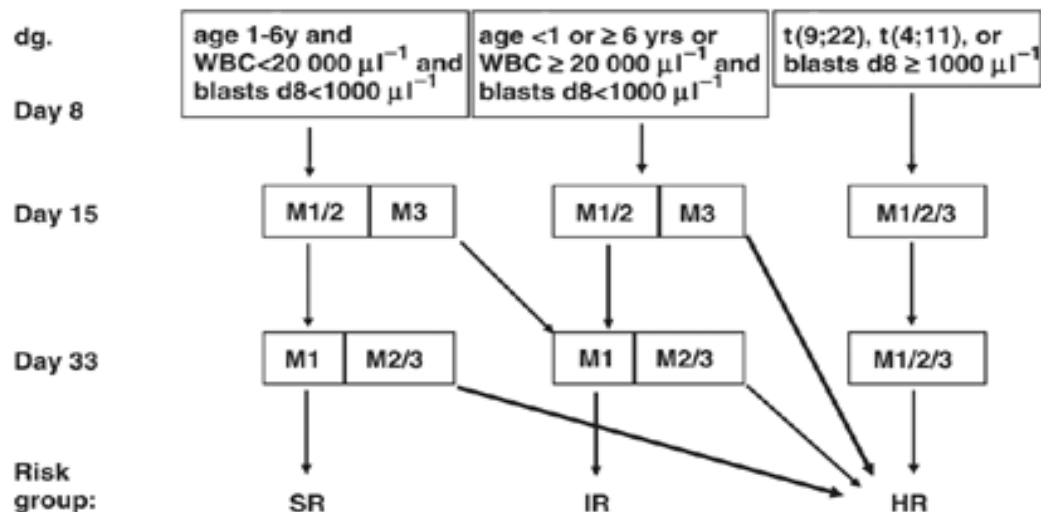 dg.
age 1-6y and
WBC<20 000 µl⁻¹ and
blasts d8<1000 µl⁻¹
age <1 or ≥ 6 yrs or
WBC ≥ 20 000 µl⁻¹ and
blasts d8<1000 µl⁻¹
t(9;22), t(4;11), or
blasts d8 ≥ 1000 µl⁻¹
Day 8
Day 15
M1/2 M3
M1/2 M3
M1/2/3
Day 33
M1 M2/3
M1 M2/3
M1/2/3
Risk
group:
SR
IR
HR